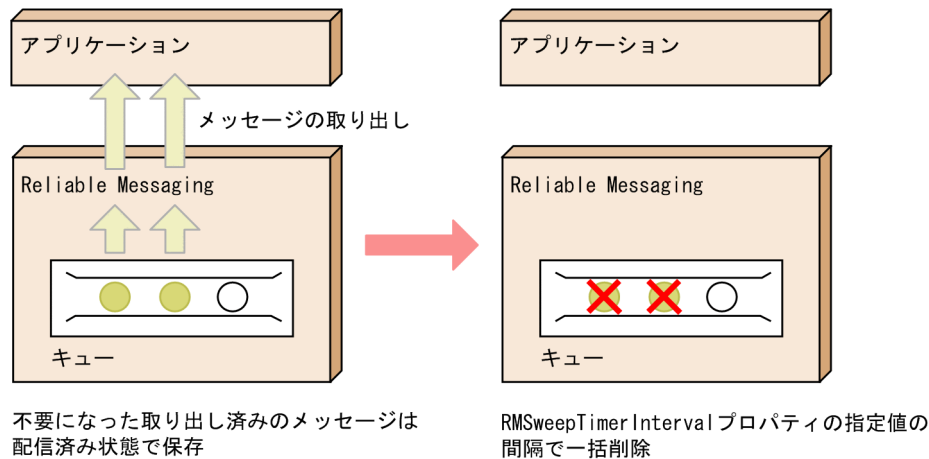 アプリケーション
メッセージの取り出し
Reliable Messaging
キュー
不要になった取り出し済みのメッセージは
配信済み状態で保存
アプリケーション
Reliable Messaging
キュー
RMSweepTimerIntervalプロパティの指定値の
間隔で一括削除